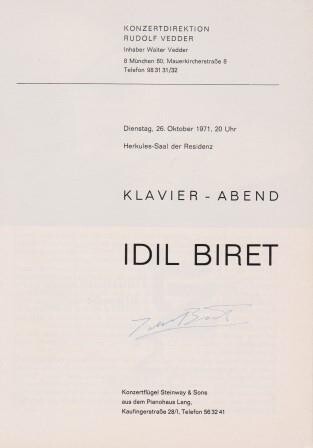 KONZERTDIREKTION
RUDOLF VEDDER
Inhaber Walter Vedder
8 München 80, Mauerkircherstraße 8
Telefon 98 31 31/32
Dienstag, 26. Oktober 1971, 20 Uhr
Herkules-Saal der Residenz
KLAVIER - ABEND
IDIL BIRET
Idil Biret
Konzertflügel Steinway & Sons
aus dem Pianohaus Lang,
Kaufingerstraße 28/I, Telefon 56 32 41